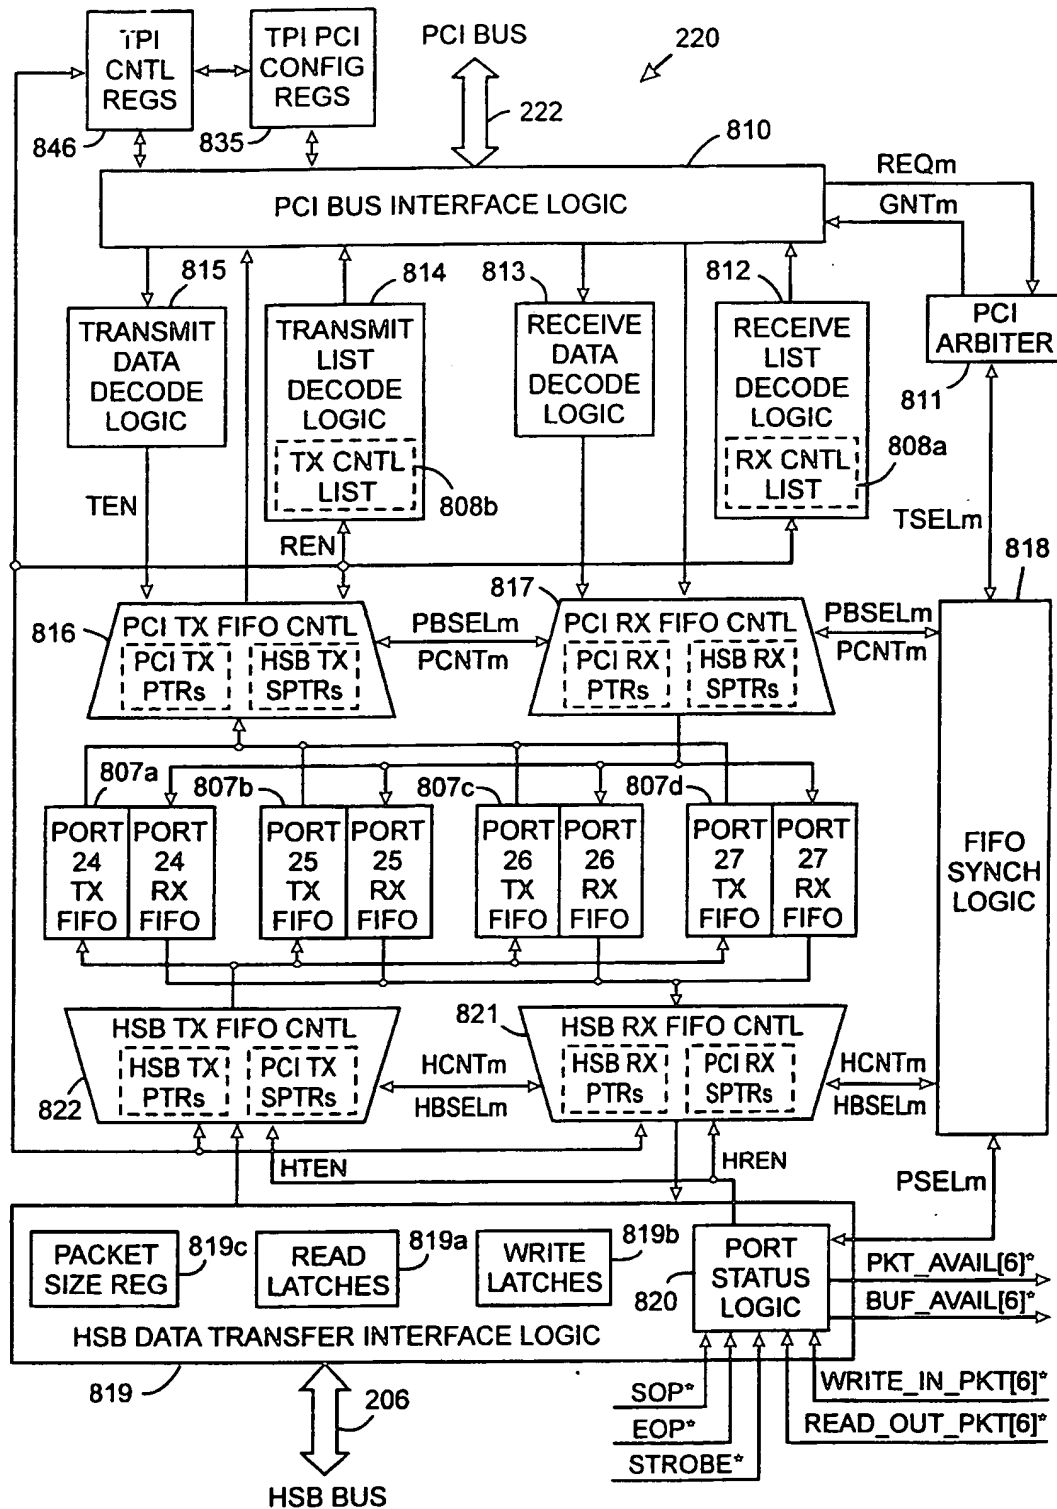 TPI
CNTL
REGS
846
TPI PCI
CONFIG
REGS
835
PCI BUS
222
220
810
PCI BUS INTERFACE LOGIC
REQm
GNTm
815
TRANSMIT
DATA
DECODE
LOGIC
814
TRANSMIT
LIST
DECODE
LOGIC
TX CNTL
LIST
808b
813
RECEIVE
DATA
DECODE
LOGIC
812
RECEIVE
LIST
DECODE
LOGIC
RX CNTL
LIST
808a
PCI
ARBITER
811
TEN
REN
TSELm
818
816
PCI TX FIFO CNTL
PCI TX
PTRs
HSB TX
SPTRs
PBSELm
PCNTm
817
PCI RX FIFO CNTL
PCI RX
PTRs
HSB RX
SPTRs
PBSELm
PCNTm
807a
PORT
24
TX
FIFO
PORT
24
RX
FIFO
807b
PORT
25
TX
FIFO
PORT
25
RX
FIFO
807c
PORT
26
TX
FIFO
PORT
26
RX
FIFO
807d
PORT
27
TX
FIFO
PORT
27
RX
FIFO
FIFO
SYNCH
LOGIC
822
HSB TX FIFO CNTL
HSB TX
PTRs
PCI TX
SPTRs
HCNTm
HBSELm
821
HSB RX FIFO CNTL
HSB RX
PTRs
PCI RX
SPTRs
HCNTm
HBSELm
HTEN
HREN
PSELm
PACKET
SIZE REG
819c
READ
LATCHES
819a
WRITE
LATCHES
819b
PORT
STATUS
LOGIC
820
HSB DATA TRANSFER INTERFACE LOGIC
819
PKT_AVAIL[6]*
BUF_AVAIL[6]*
SOP*
EOP*
STROBE*
WRITE_IN_PKT[6]*
READ_OUT_PKT[6]*
206
HSB BUS